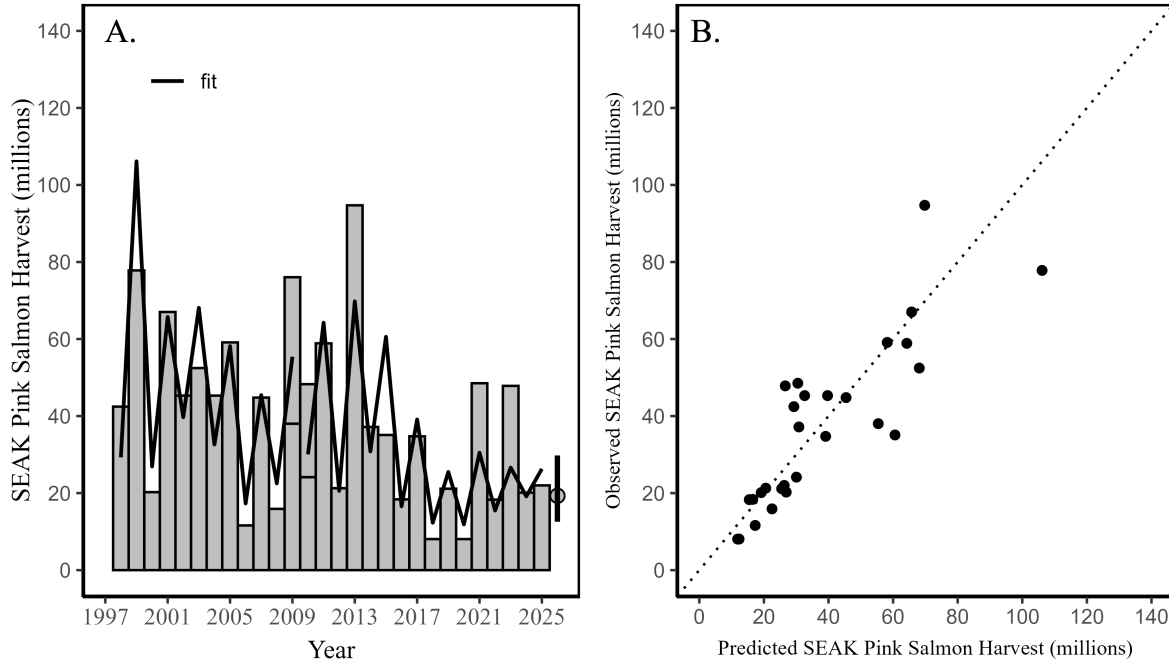 A.
fit
SEAK Pink Salmon Harvest (millions)
140
120
100
80
60
40
20
0
1997 2001 2005 2009 2013 2017 2021 2025
Year
B.
Observed SEAK Pink Salmon Harvest (millions)
140
120
100
80
60
40
20
0
0 20 40 60 80 100 120 140
Predicted SEAK Pink Salmon Harvest (millions)